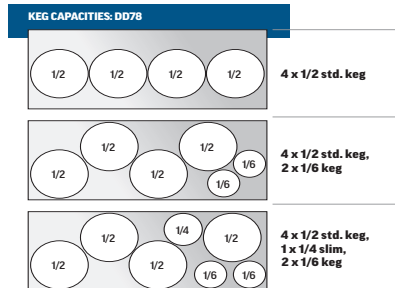 KEG CAPACITIES: DD78
1/2 1/2 1/2 1/2
4 x 1/2 std. keg
1/2 1/2 1/2 1/2 1/6 1/6
4 x 1/2 std. keg,
2 x 1/6 keg
1/2 1/2 1/2 1/4 1/2 1/6 1/6
4 x 1/2 std. keg,
1 x 1/4 slim,
2 x 1/6 keg